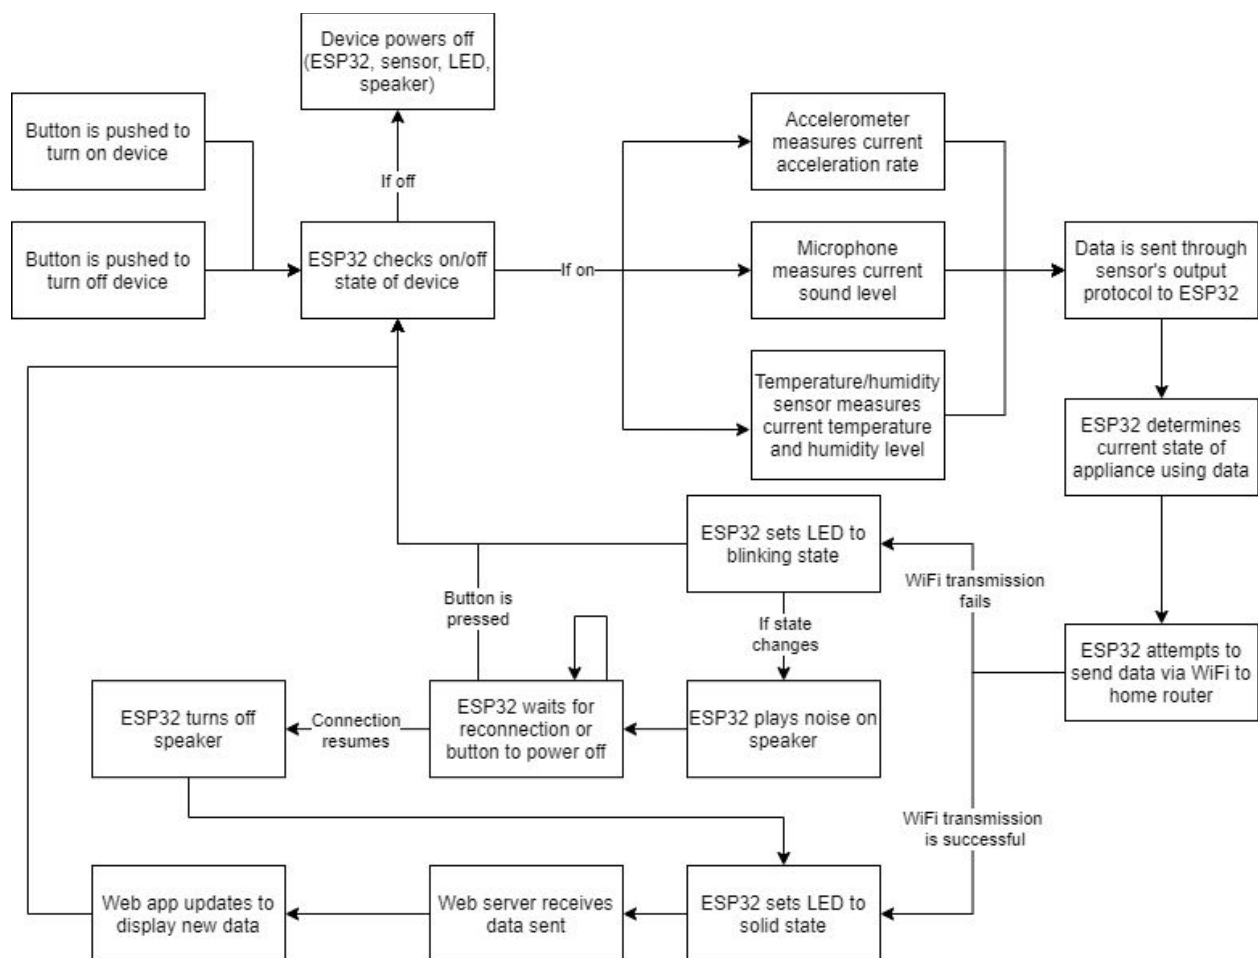 Device powers off
(ESP32, sensor, LED,
speaker)
Button is pushed to
turn on device
If off
Button is pushed to
turn off device
ESP32 checks on/off
state of device
If on
Accelerometer
measures current
acceleration rate
Microphone
measures current
sound level
Temperature/humidity
sensor measures
current temperature
and humidity level
Data is sent through
sensor's output
protocol to ESP32
ESP32 determines
current state of
appliance using data
ESP32 attempts to
send data via WiFi to
home router
WiFi transmission
fails
ESP32 sets LED to
blinking state
If state
changes
ESP32 plays noise on
speaker
Button is
pressed
ESP32 waits for
reconnection or
button to power off
Connection
resumes
ESP32 turns off
speaker
WiFi transmission
is successful
ESP32 sets LED to
solid state
Web server receives
data sent
Web app updates to
display new data